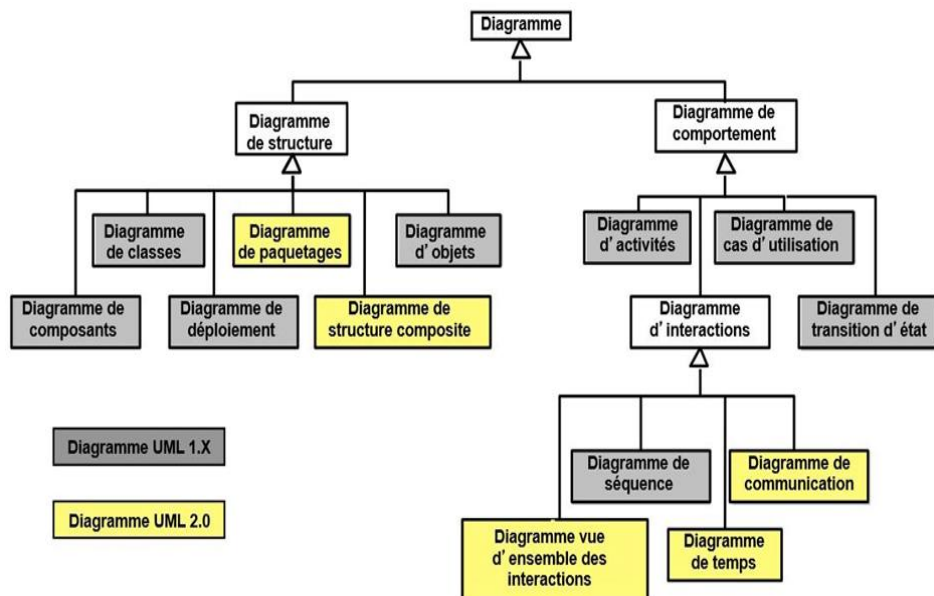 Diagramme
Diagramme
de structure
Diagramme de
comportement
Diagramme
de classes
Diagramme
de paquetages
Diagramme
d’objets
Diagramme
d’activités
Diagramme de
cas d’utilisation
Diagramme de
composants
Diagramme de
déploiement
Diagramme de
structure composite
Diagramme
d’interactions
Diagramme de
transition d’état
Diagramme UML 1.X
Diagramme de
séquence
Diagramme de
communication
Diagramme UML 2.0
Diagramme vue
d’ensemble des
interactions
Diagramme
de temps